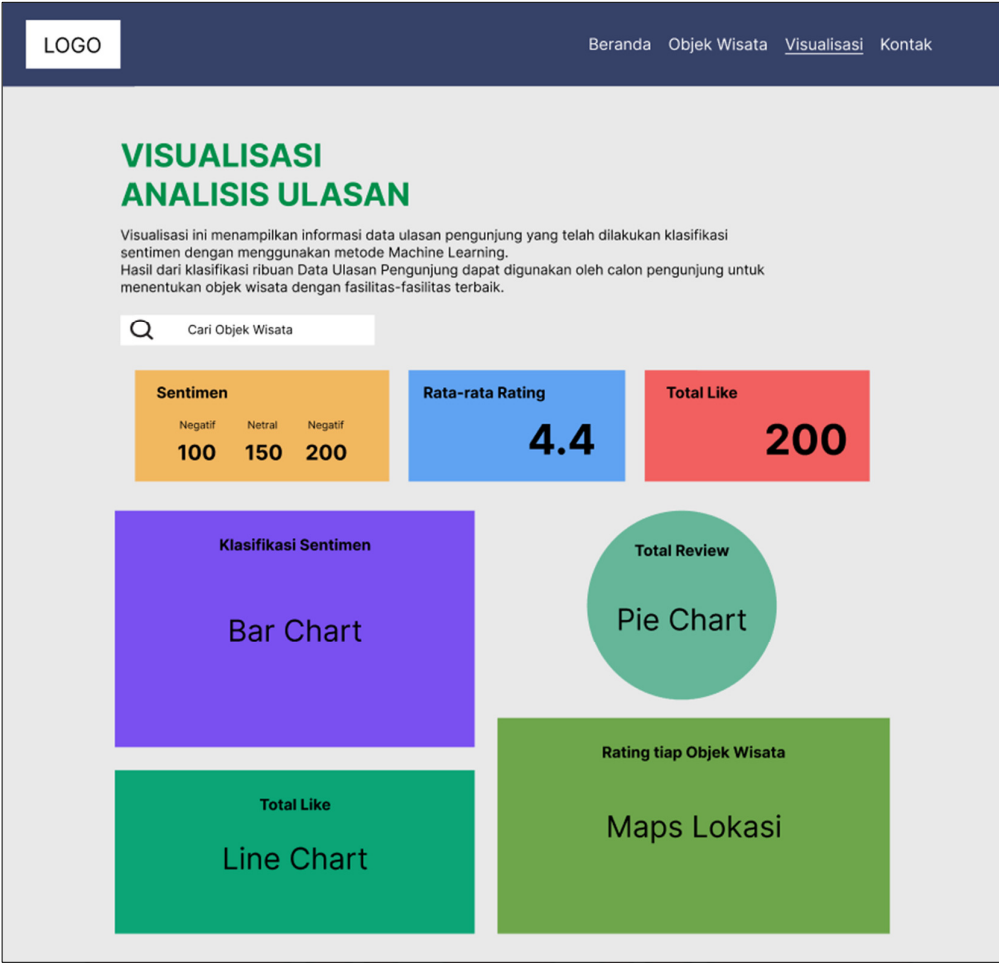 LOGO
Beranda Objek Wisata Visualisasi Kontak
VISUALISASI
ANALISIS ULASAN
Visualisasi ini menampilkan informasi data ulasan pengunjung yang telah dilakukan klasifikasi
sentimen dengan menggunakan metode Machine Learning.
Hasil dari klasifikasi ribuan Data Ulasan Pengunjung dapat digunakan oleh calon pengunjung untuk
menentukan objek wisata dengan fasilitas-fasilitas terbaik.
Cari Objek Wisata
Sentimen
Negatif Netral Negatif
100 150 200
Rata-rata Rating
4.4
Total Like
200
Klasifikasi Sentimen
Bar Chart
Total Review
Pie Chart
Total Like
Line Chart
Rating tiap Objek Wisata
Maps Lokasi